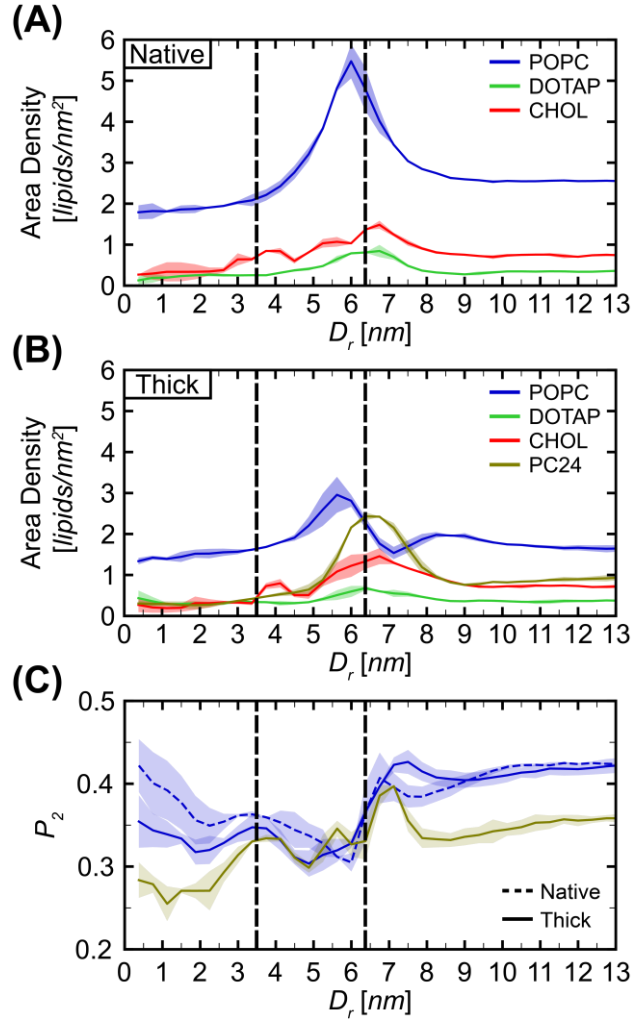 (A)
Native
POPC
DOTAP
CHOL
Area Density
[lipids/nm²]
6
5
4
3
2
1
0
0 1 2 3 4 5 6 7 8 9 10 11 12 13
D_r [nm]
(B)
Thick
POPC
DOTAP
CHOL
PC24
Area Density
[lipids/nm²]
6
5
4
3
2
1
0
0 1 2 3 4 5 6 7 8 9 10 11 12 13
D_r [nm]
(C)
P_2
0.5
0.4
0.3
0.2
Native
Thick
0 1 2 3 4 5 6 7 8 9 10 11 12 13
D_r [nm]